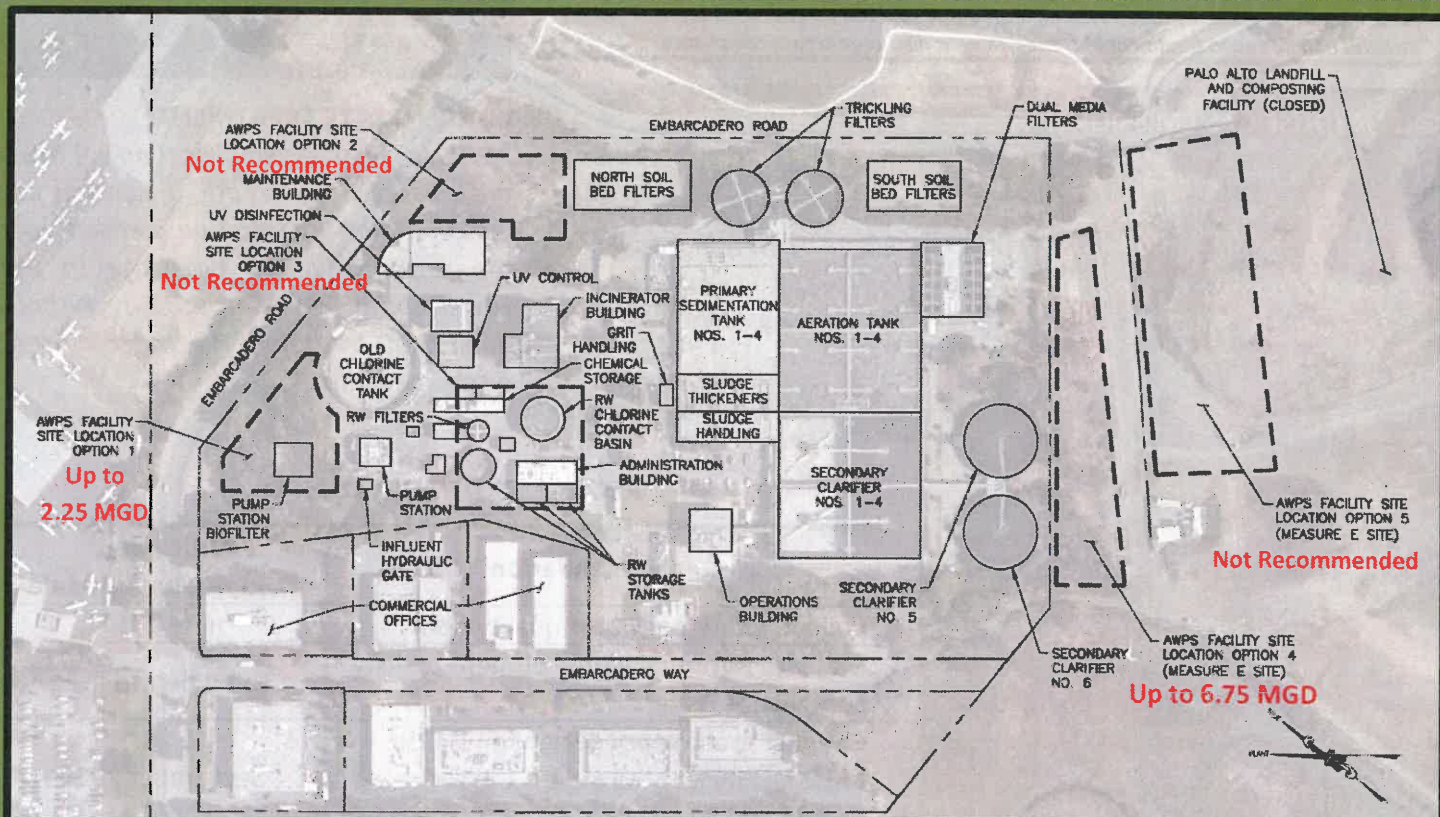 PALO ALTO LANDFILL
AND COMPOSTING
FACILITY (CLOSED)
TRICKLING
FILTERS
DUAL MEDIA
FILTERS
EMBARCADERO ROAD
AWPS FACILITY SITE
LOCATION OPTION 2
Not Recommended
MAINTENANCE
BUILDING
NORTH SOIL
BED FILTERS
SOUTH SOIL
BED FILTERS
UV DISINFECTION
AWPS FACILITY
SITE LOCATION
OPTION 3
Not Recommended
UV CONTROL
INCINERATOR
BUILDING
PRIMARY
SEDIMENTATION
TANK
NOS. 1-4
AERATION TANK
NOS. 1-4
GRIT
HANDLING
EMBARCADERO ROAD
OLD
CHLORINE
CONTACT
TANK
CHEMICAL
STORAGE
SLUDGE
THICKENERS
SLUDGE
HANDLING
RW FILTERS
RW
CHLORINE
CONTACT
BASIN
AWPS FACILITY
SITE LOCATION
OPTION 1
Up to
2.25 MGD
ADMINISTRATION
BUILDING
SECONDARY
CLARIFIER
NOS. 1-4
PUMP
STATION
BIOFILTER
PUMP
STATION
AWPS FACILITY SITE
LOCATION OPTION 5
(MEASURE E SITE)
Not Recommended
INFLUENT
HYDRAULIC
GATE
RW
STORAGE
TANKS
COMMERCIAL
OFFICES
OPERATIONS
BUILDING
SECONDARY
CLARIFIER
NO. 5
SECONDARY
CLARIFIER
NO. 6
AWPS FACILITY SITE
LOCATION OPTION 4
(MEASURE E SITE)
Up to 6.75 MGD
EMBARCADERO WAY
PLANT